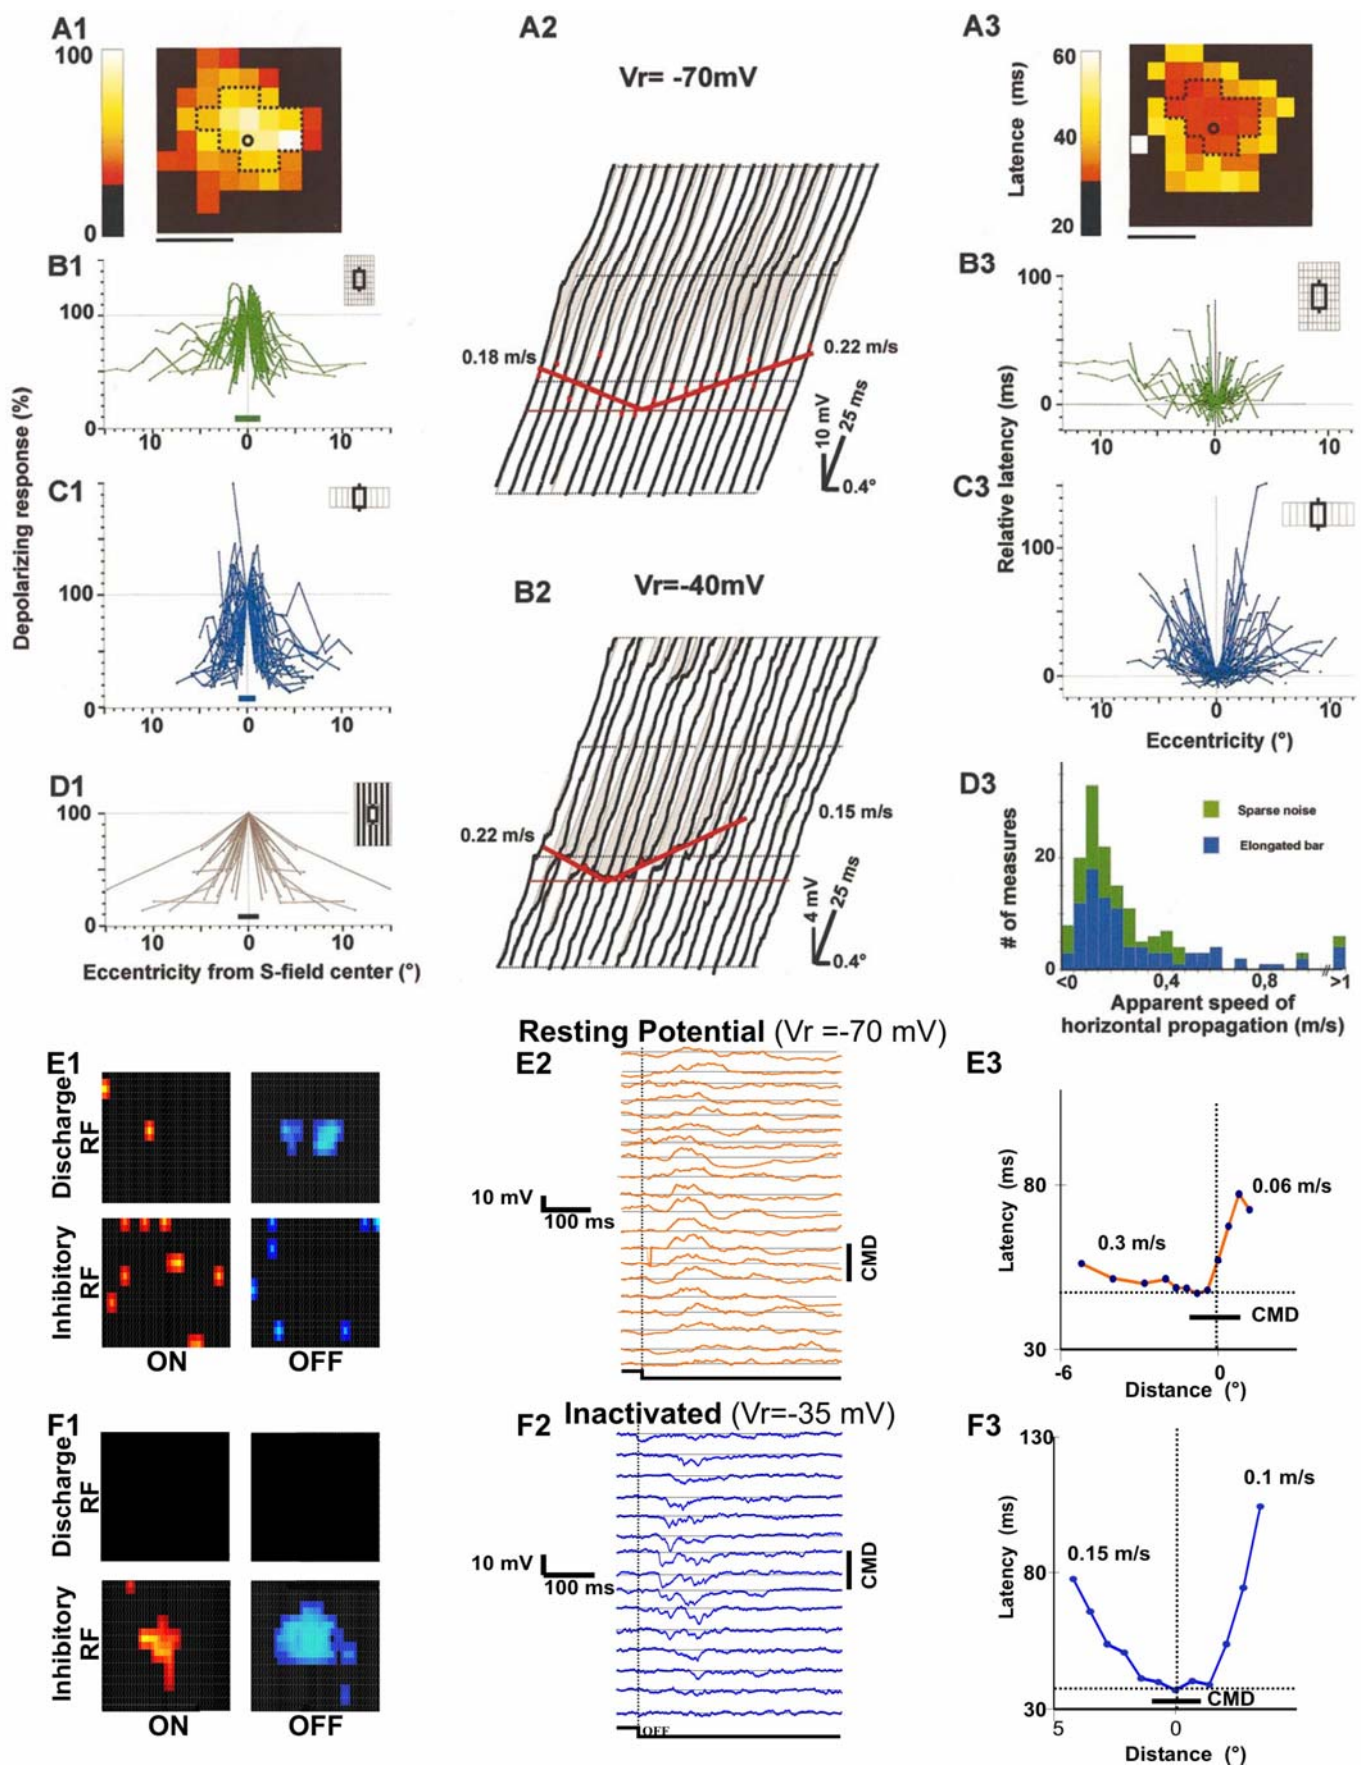 A1
100
0
A2
Vr= -70mV
0.18 m/s
0.22 m/s
10 mV
25 ms
0.4°
A3
Latence (ms)
60
40
20
B1
100
0
10 0 10
Depolarizing response (%)
C1
100
0
10 0 10
D1
100
0
10 0 10
Eccentricity from S-field center (°)
B2
Vr=-40mV
0.22 m/s
0.15 m/s
4 mV
25 ms
0.4°
B3
100
0
10 0 10
Relative latency (ms)
C3
100
0
10 0 10
Eccentricity (°)
D3
# of measures
20
0
Sparse noise
Elongated bar
<0 0,4 0,8 >1
Apparent speed of
horizontal propagation (m/s)
E1
Discharge
RF
Inhibitory
RF
ON OFF
Resting Potential (Vr =-70 mV)
E2
10 mV
100 ms
CMD
E3
Latency (ms)
80
30
0.3 m/s
0.06 m/s
CMD
-6 0
Distance (°)
F1
Discharge
RF
Inhibitory
RF
ON OFF
F2 Inactivated (Vr=-35 mV)
10 mV
100 ms
CMD
OFF
F3
130
80
30
Latency (ms)
0.15 m/s
0.1 m/s
CMD
5 0
Distance (°)